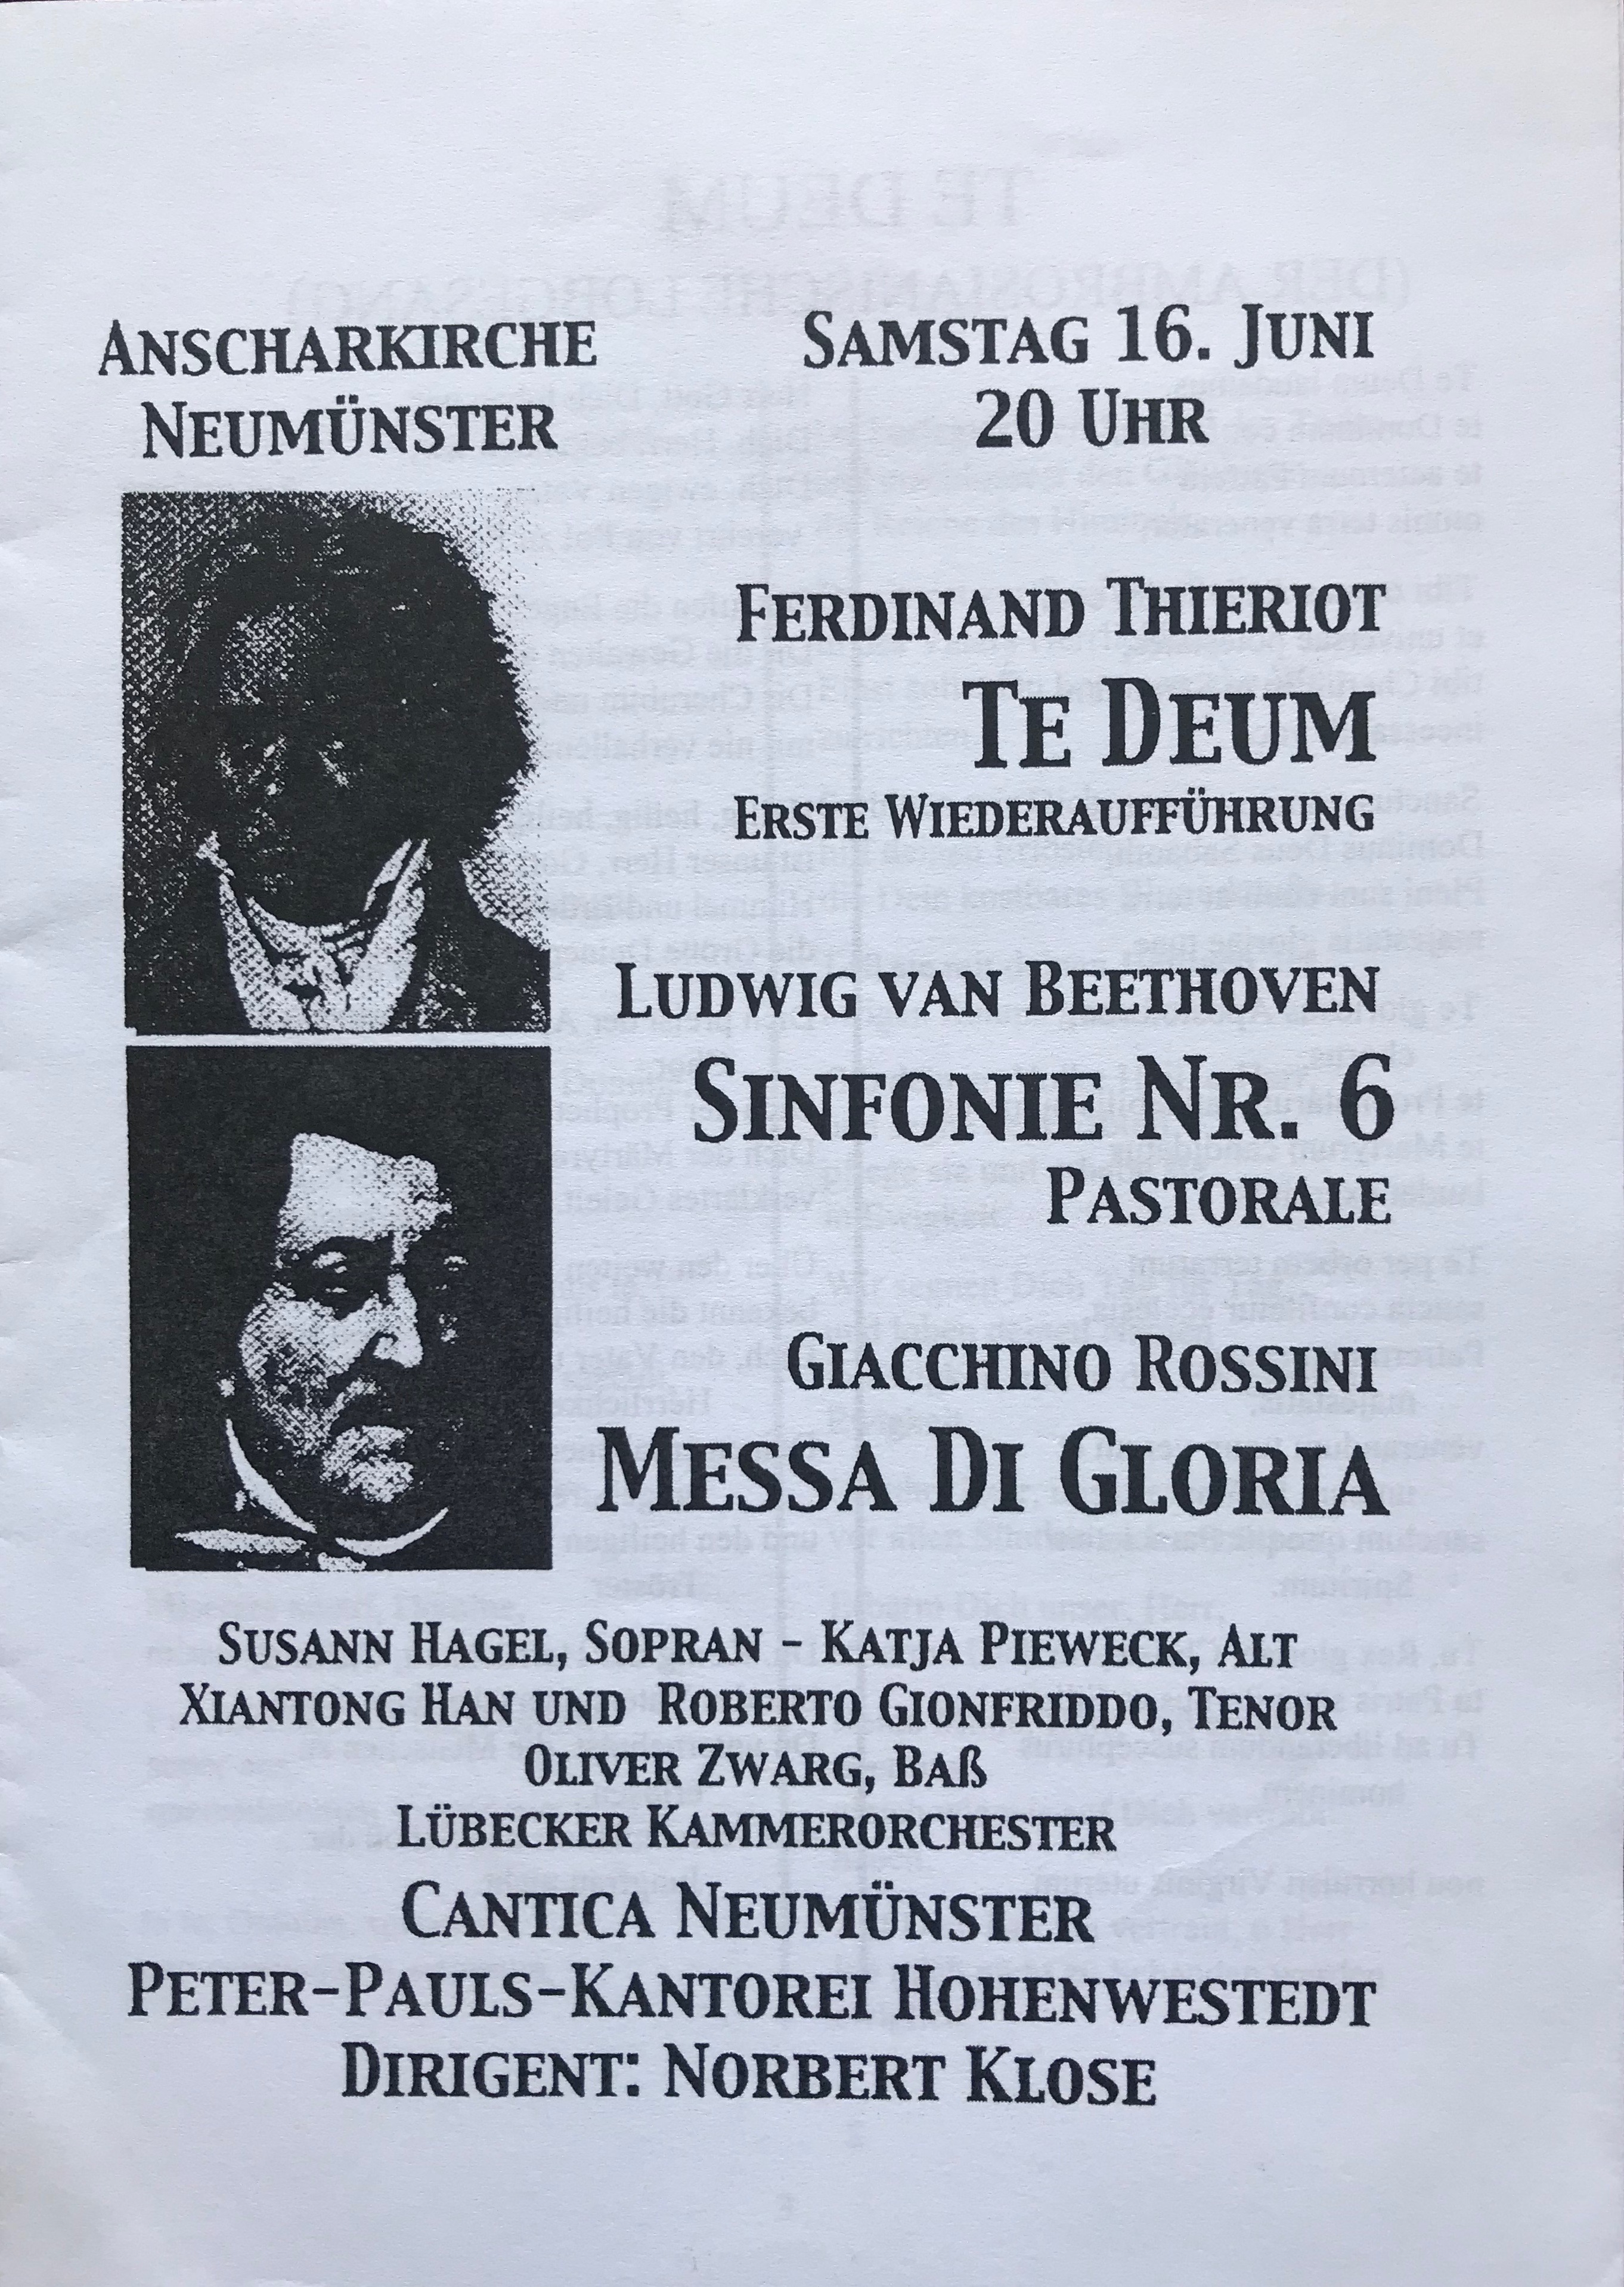 ANSCHARKIRCHE
NEUMÜNSTER
SAMSTAG 16. JUNI
20 UHR
FERDINAND THIERIOT
TE DEUM
ERSTE WIEDERAUFFÜHRUNG
LUDWIG VAN BEETHOVEN
SINFONIE NR. 6
PASTORALE
GIACCHINO ROSSINI
MESSA DI GLORIA
SUSANN HAGEL, SOPRAN - KATJA PIEWECK, ALT
XIANTONG HAN UND ROBERTO GIONFRIDDO, TENOR
OLIVER ZWARG, BAß
LÜBECKER KAMMERORCHESTER
CANTICA NEUMÜNSTER
PETER-PAULS-KANTOREI HOHENWESTEDT
DIRIGENT: NORBERT KLOSE